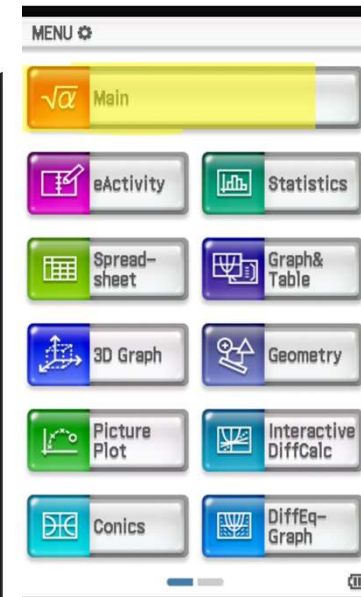 MENU
√α Main
eActivity
Statistics
Spread-
sheet
Graph&
Table
3D Graph
Geometry
Picture
Plot
Interactive
DiffCalc
Conics
DiffEq-
Graph